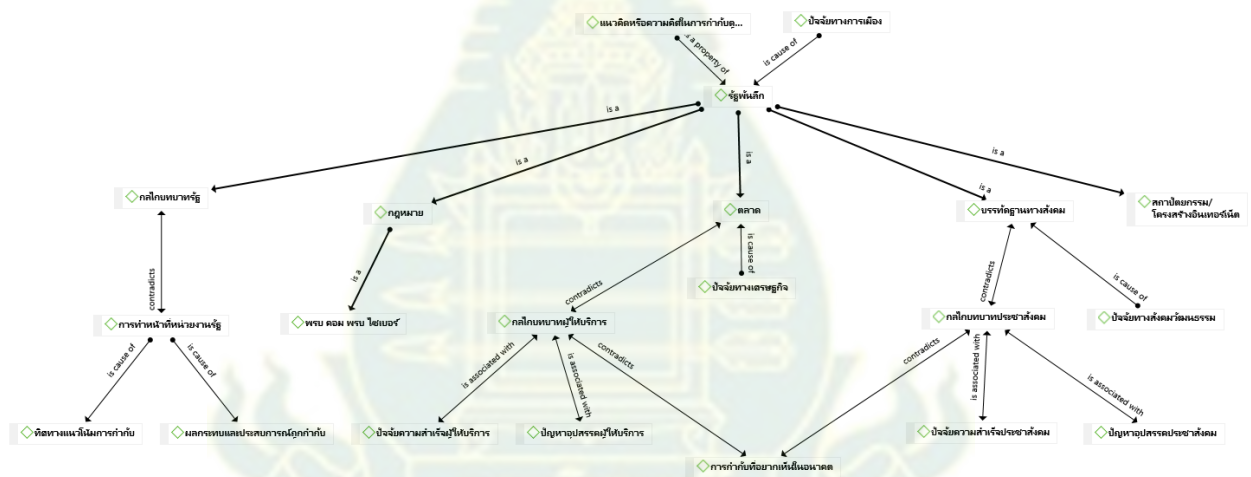 แนวคิดหรือความคิดในการกำกับดู...
ปัจจัยทางการเมือง
is a property of
is cause of
รัฐพันลึก
is a
is a
is a
is a
is a
กลไกบทบาทรัฐ
กฎหมาย
ตลาด
บรรทัดฐานทางสังคม
สถาปัตยกรรม/
โครงสร้างอินเทอร์เน็ต
contradicts
is a
contradicts
is cause of
contradicts
is cause of
ปัจจัยทางเศรษฐกิจ
การทำหน้าที่หน่วยงานรัฐ
พรบ คอม พรบ ไซเบอร์
กลไกบทบาทผู้ให้บริการ
กลไกบทบาทประชาสังคม
ปัจจัยทางสังคมวัฒนธรรม
is cause of
is cause of
is associated with
is associated with
contradicts
contradicts
is associated with
is associated with
ทิศทางแนวโน้มการกำกับ
ผลกระทบและประสบการณ์ถูกกำกับ
ปัจจัยความสำเร็จผู้ให้บริการ
ปัญหาอุปสรรคผู้ให้บริการ
ปัจจัยความสำเร็จประชาสังคม
ปัญหาอุปสรรคประชาสังคม
การกำกับที่อยากเห็นในอนาคต